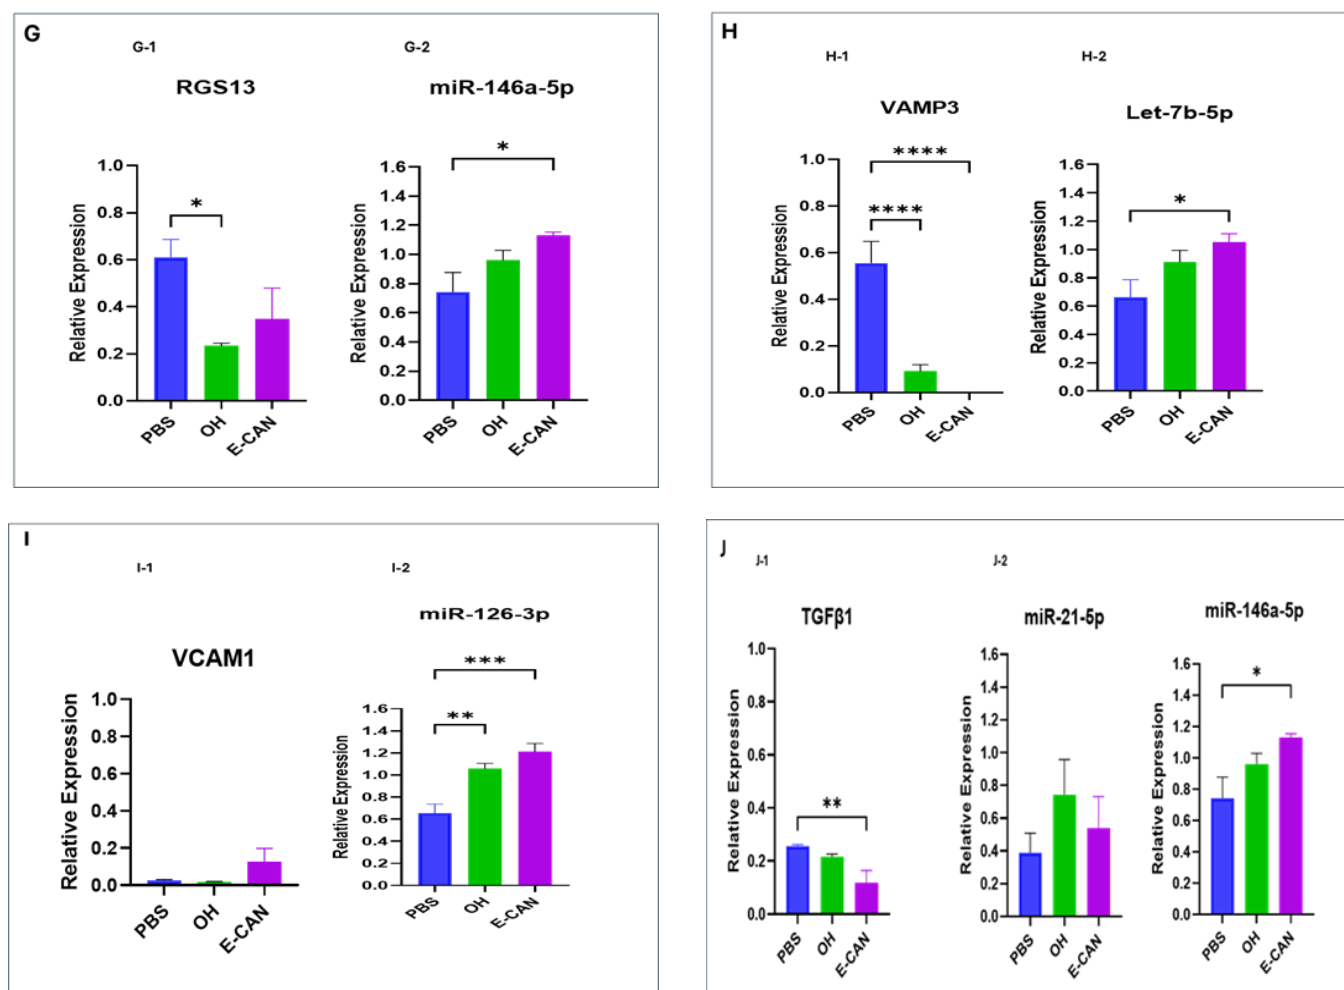 G
G-1
G-2
RGS13
miR-146a-5p
*
*
Relative Expression
1.0
0.8
0.6
0.4
0.2
0.0
PBS
OH
E-CAN
Relative Expression
1.6
1.4
1.2
1.0
0.8
0.6
0.4
0.2
0.0
PBS
OH
E-CAN
H
H-1
H-2
VAMP3
Let-7b-5p
****
****
*
Relative Expression
1.0
0.8
0.6
0.4
0.2
0.0
PBS
OH
E-CAN
Relative Expression
1.6
1.4
1.2
1.0
0.8
0.6
0.4
0.2
0.0
PBS
OH
E-CAN
I
I-1
I-2
VCAM1
miR-126-3p
***
**
Relative Expression
1.0
0.8
0.6
0.4
0.2
0.0
PBS
OH
E-CAN
Relative Expression
1.6
1.4
1.2
1.0
0.8
0.6
0.4
0.2
0.0
PBS
OH
E-CAN
J
J-1
J-2
TGFβ1
miR-21-5p
miR-146a-5p
**
*
Relative Expression
1.0
0.8
0.6
0.4
0.2
0.0
PBS
OH
E-CAN
Relative Expression
1.6
1.4
1.2
1.0
0.8
0.6
0.4
0.2
0.0
PBS
OH
E-CAN
Relative Expression
1.6
1.4
1.2
1.0
0.8
0.6
0.4
0.2
0.0
PBS
OH
E-CAN